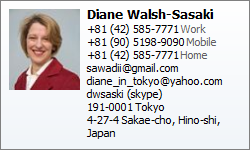 Diane Walsh-Sasaki
+81 (42) 585-7771 Work
+81 (90) 5198-9090 Mobile
+81 (42) 585-7771 Home
sawadii@gmail.com
diane_in_tokyo@yahoo.com
dwsaski (skype)
191-0001 Tokyo
4-27-4 Sakae-cho, Hino-shi,
Japan